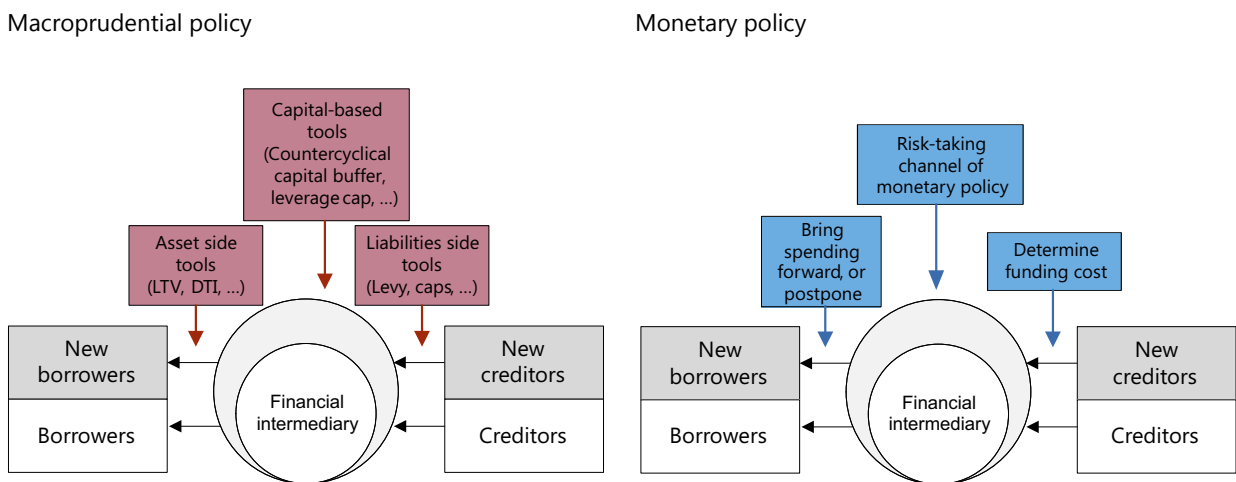 Macroprudential policy
Capital-based
tools
(Countercyclical
capital buffer,
leverage cap, ...)
Asset side
tools
(LTV, DTI, ...)
Liabilities side
tools
(Levy, caps, ...)
New
borrowers
Borrowers
Financial
intermediary
New
creditors
Creditors
Monetary policy
Risk-taking
channel of
monetary policy
Bring
spending
forward, or
postpone
Determine
funding cost
New
borrowers
Borrowers
Financial
intermediary
New
creditors
Creditors